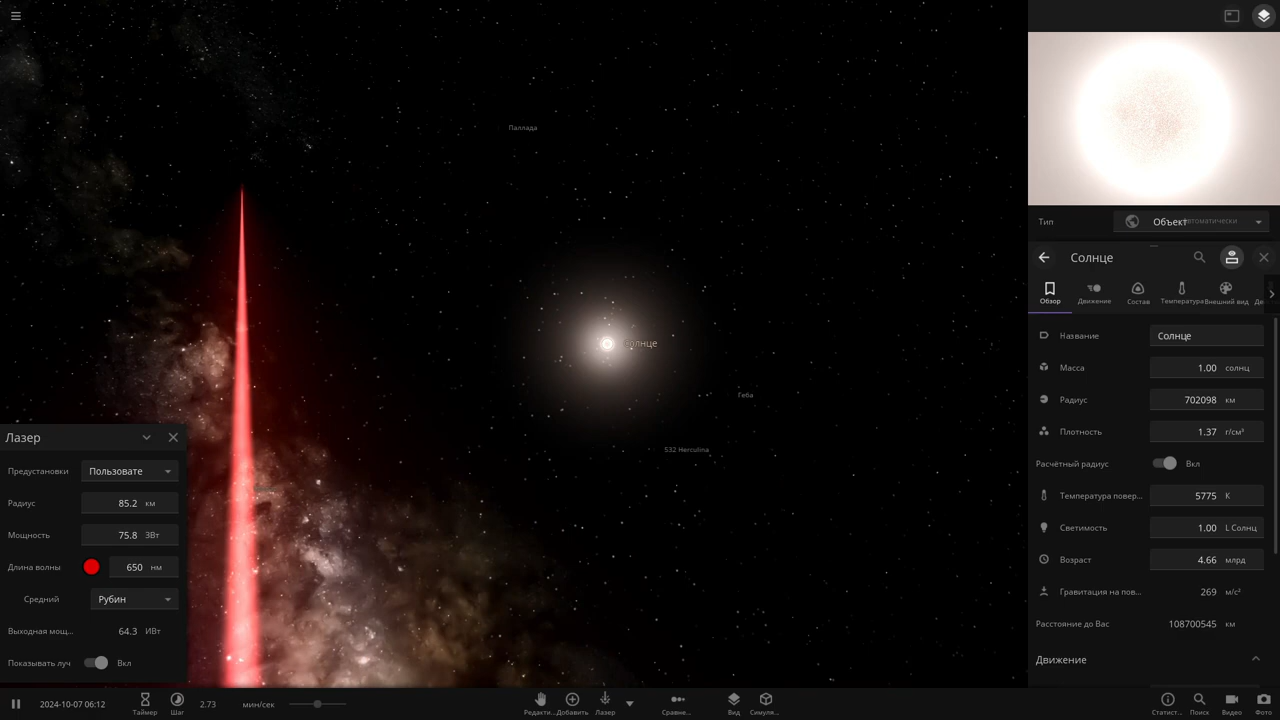 Паллада
Солнце
Геба
532 Herculina
Лазер
Предустановки Пользовате
Радиус 85.2 км
Мощность 75.8 ЗВт
Длина волны 650 нм
Средний Рубин
Выходная мощ... 64.3 ИВт
Показывать луч Вкл
Тип Объект автоматически
Солнце
Обзор Движение Состав Температура Внешний вид Де
Название Солнце
Масса 1.00 солнц
Радиус 702098 км
Плотность 1.37 г/см³
Расчётный радиус Вкл
Температура повер... 5775 К
Светимость 1.00 L Солнц
Возраст 4.66 млрд
Гравитация на пов... 269 м/с²
Расстояние до Вас 108700545 км
Движение
2024-10-07 06:12 Таймер Шаг 2.73 мин/сек Редакти... Добавить Лазер Сравне... Вид Симуля... Статист... Поиск Видео Фото